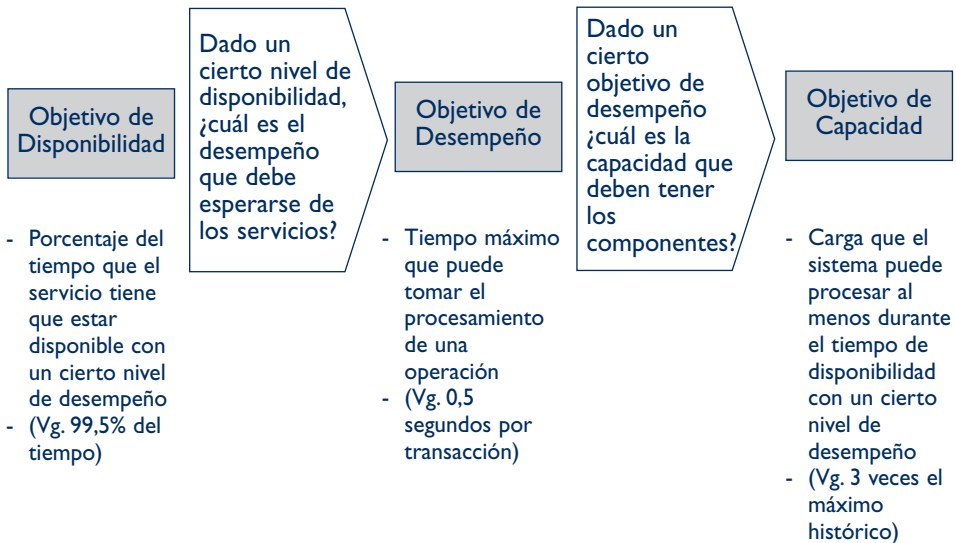 Objetivo de
Disponibilidad
- Porcentaje del
tiempo que el
servicio tiene
que estar
disponible con
un cierto nivel
de desempeño
- (Vg. 99,5% del
tiempo)
Dado un
cierto nivel de
disponibilidad,
¿cuál es el
desempeño
que debe
esperarse de
los servicios?
Objetivo de
Desempeño
- Tiempo máximo
que puede
tomar el
procesamiento
de una
operación
- (Vg. 0,5
segundos por
transacción)
Dado un
cierto
objetivo de
desempeño
¿cuál es la
capacidad que
deben tener
los
componentes?
Objetivo de
Capacidad
- Carga que el
sistema puede
procesar al
menos durante
el tiempo de
disponibilidad
con un cierto
nivel de
desempeño
- (Vg. 3 veces el
máximo
histórico)